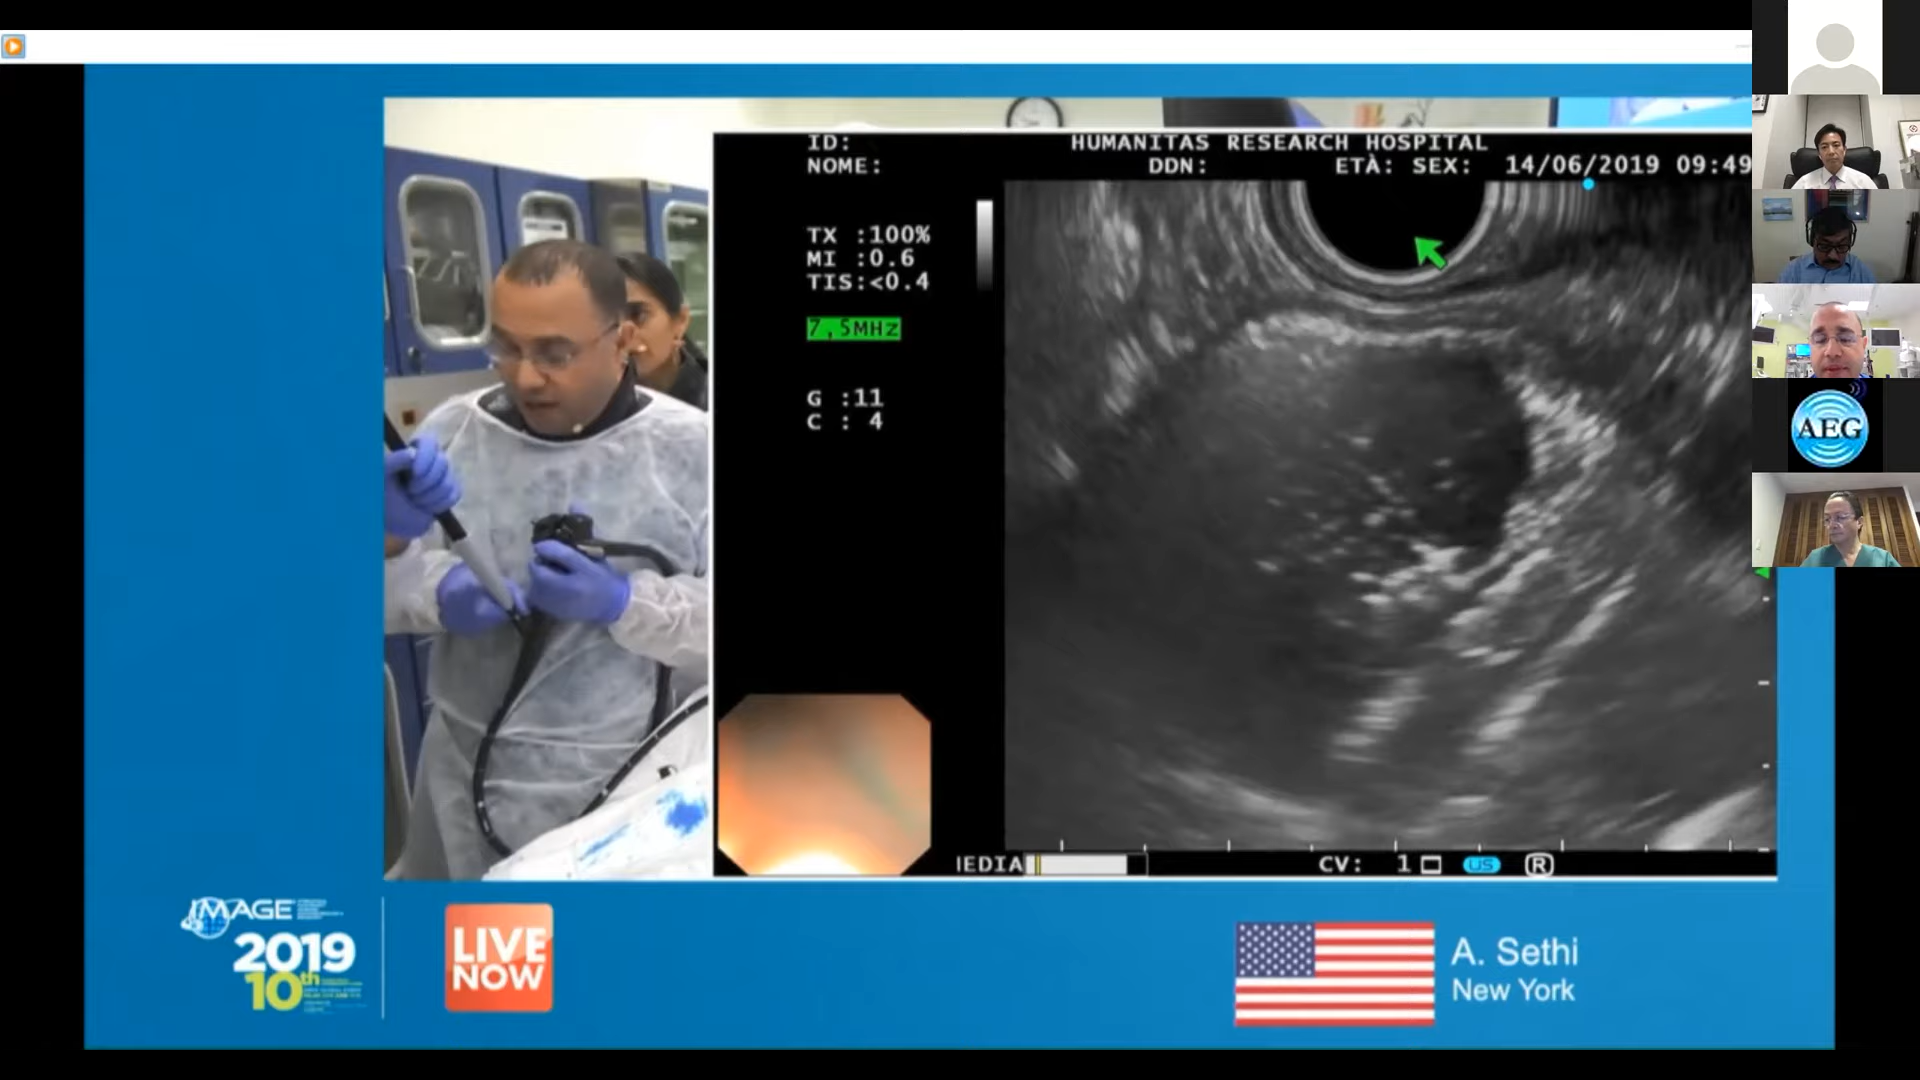 ID:
HUMANITAS RESEARCH HOSPITAL
NOME:
DDN:
ETÀ: SEX:
14/06/2019 09:49
TX :100%
MI :0.6
TIS:<0.4
7,5MHz
G :11
C : 4
IEDIA
CV: 1
US
R
AEG
IMAGE
2019
10th
LIVE
NOW
A. Sethi
New York